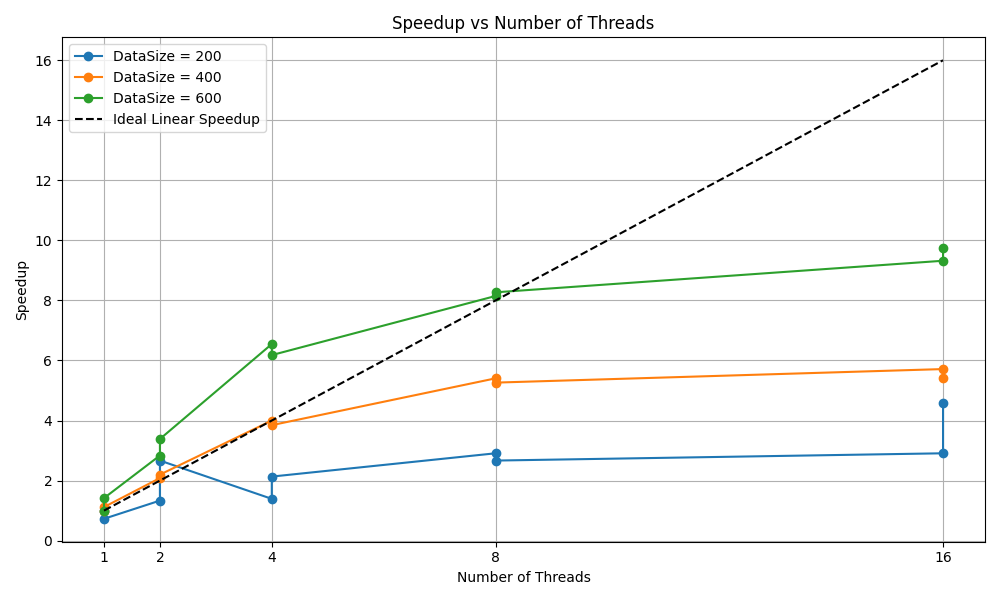 Speedup vs Number of Threads
DataSize = 200
DataSize = 400
DataSize = 600
Ideal Linear Speedup
Speedup
16
14
12
10
8
6
4
2
0
1 2 4 8 16
Number of Threads